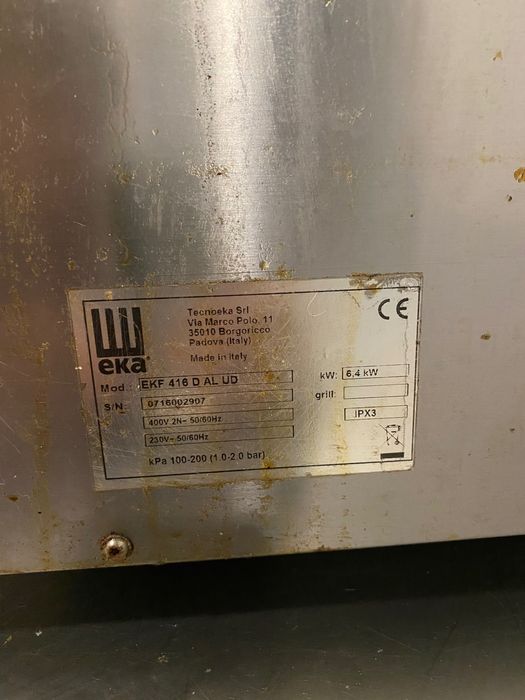 Tecnoeka Srl
Via Marco Polo, 11
35010 Borgoricco
Padova (Italy)
Made in Italy
CE
eka®
Mod.: EKF 416 D AL UD
S/N: 0716002907
400V 2N~ 50/60Hz
230V~ 50/60Hz
kPa 100-200 (1.0-2.0 bar)
kW: 6,4 kW
grill:
IPX3